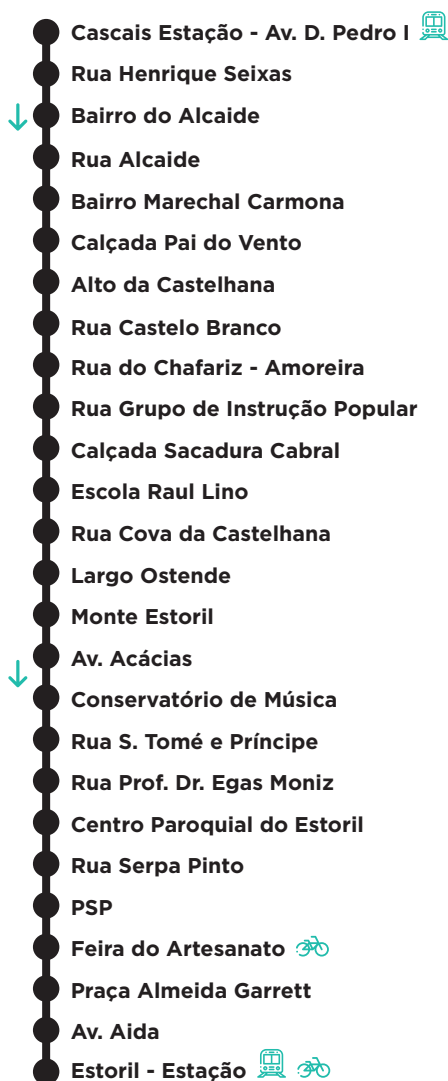 Cascais Estação - Av. D. Pedro I
Rua Henrique Seixas
Bairro do Alcaide
Rua Alcaide
Bairro Marechal Carmona
Calçada Pai do Vento
Alto da Castelhana
Rua Castelo Branco
Rua do Chafariz - Amoreira
Rua Grupo de Instrução Popular
Calçada Sacadura Cabral
Escola Raul Lino
Rua Cova da Castelhana
Largo Ostende
Monte Estoril
Av. Acácias
Conservatório de Música
Rua S. Tomé e Príncipe
Rua Prof. Dr. Egas Moniz
Centro Paroquial do Estoril
Rua Serpa Pinto
PSP
Feira do Artesanato
Praça Almeida Garrett
Av. Aida
Estoril - Estação